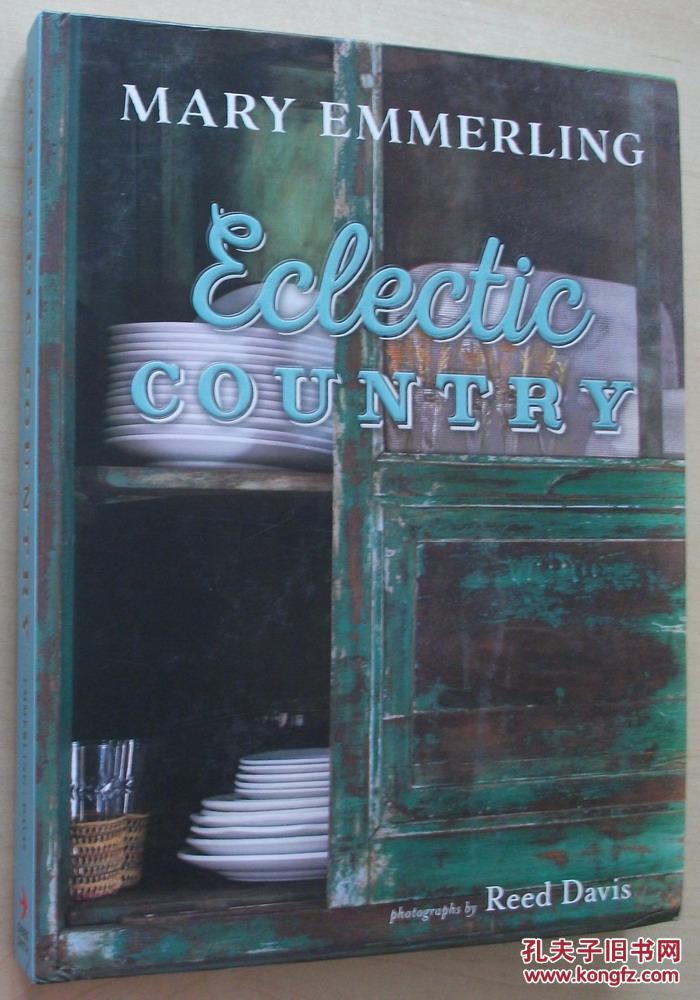 MARY EMMERLING
Eclectic
COUNTRY
photographs by Reed Davis
孔夫子旧书网
www.kongfz.com